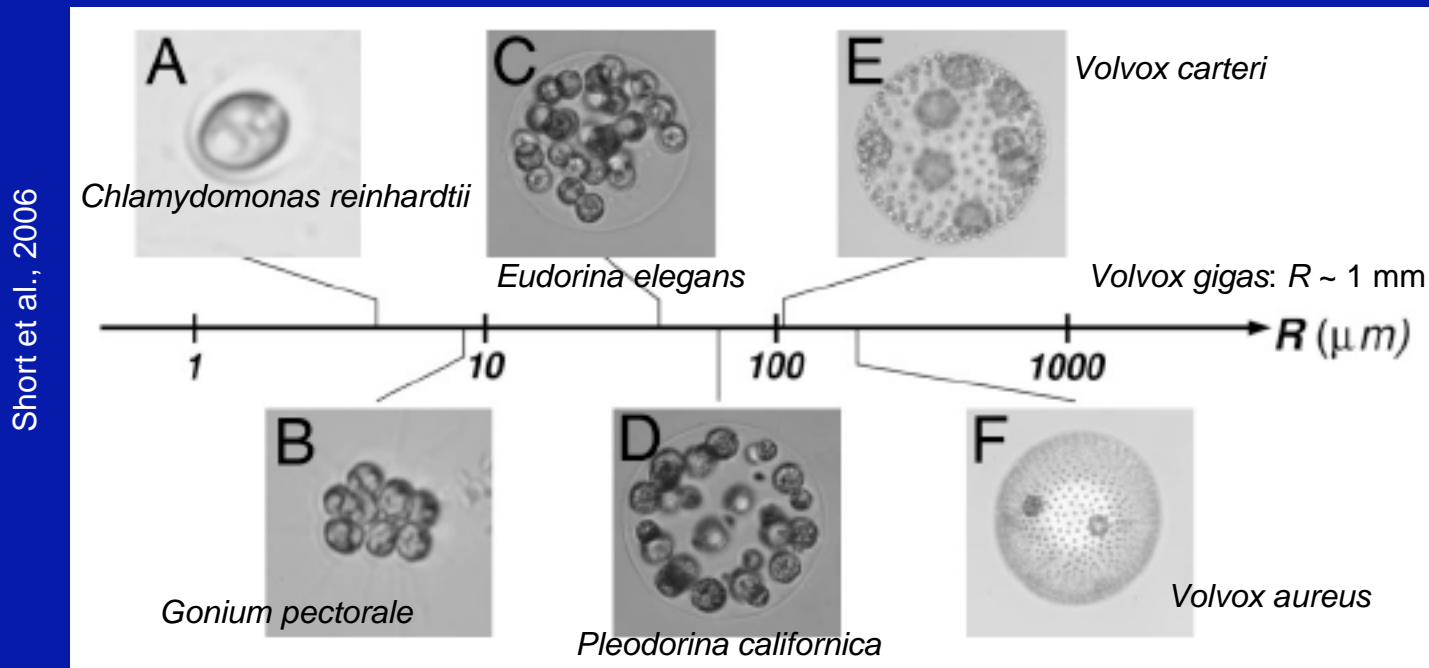 Short et al., 2006
A
C
E
Volvox carteri
Chlamydomonas reinhardtii
Eudorina elegans
Volvox gigas: R ~ 1 mm
1
10
100
1000
R (μm)
B
D
F
Gonium pectorale
Pleodorina californica
Volvox aureus